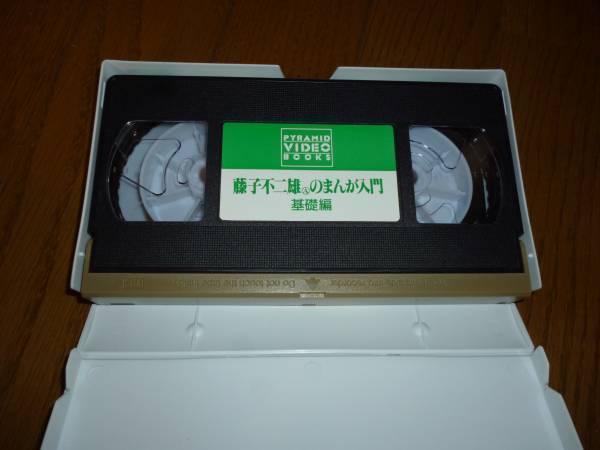 PYRAMID
VIDEO
BOOKS
藤子不二雄Ⓐのまんが入門
基礎編
Do not touch the tape inside